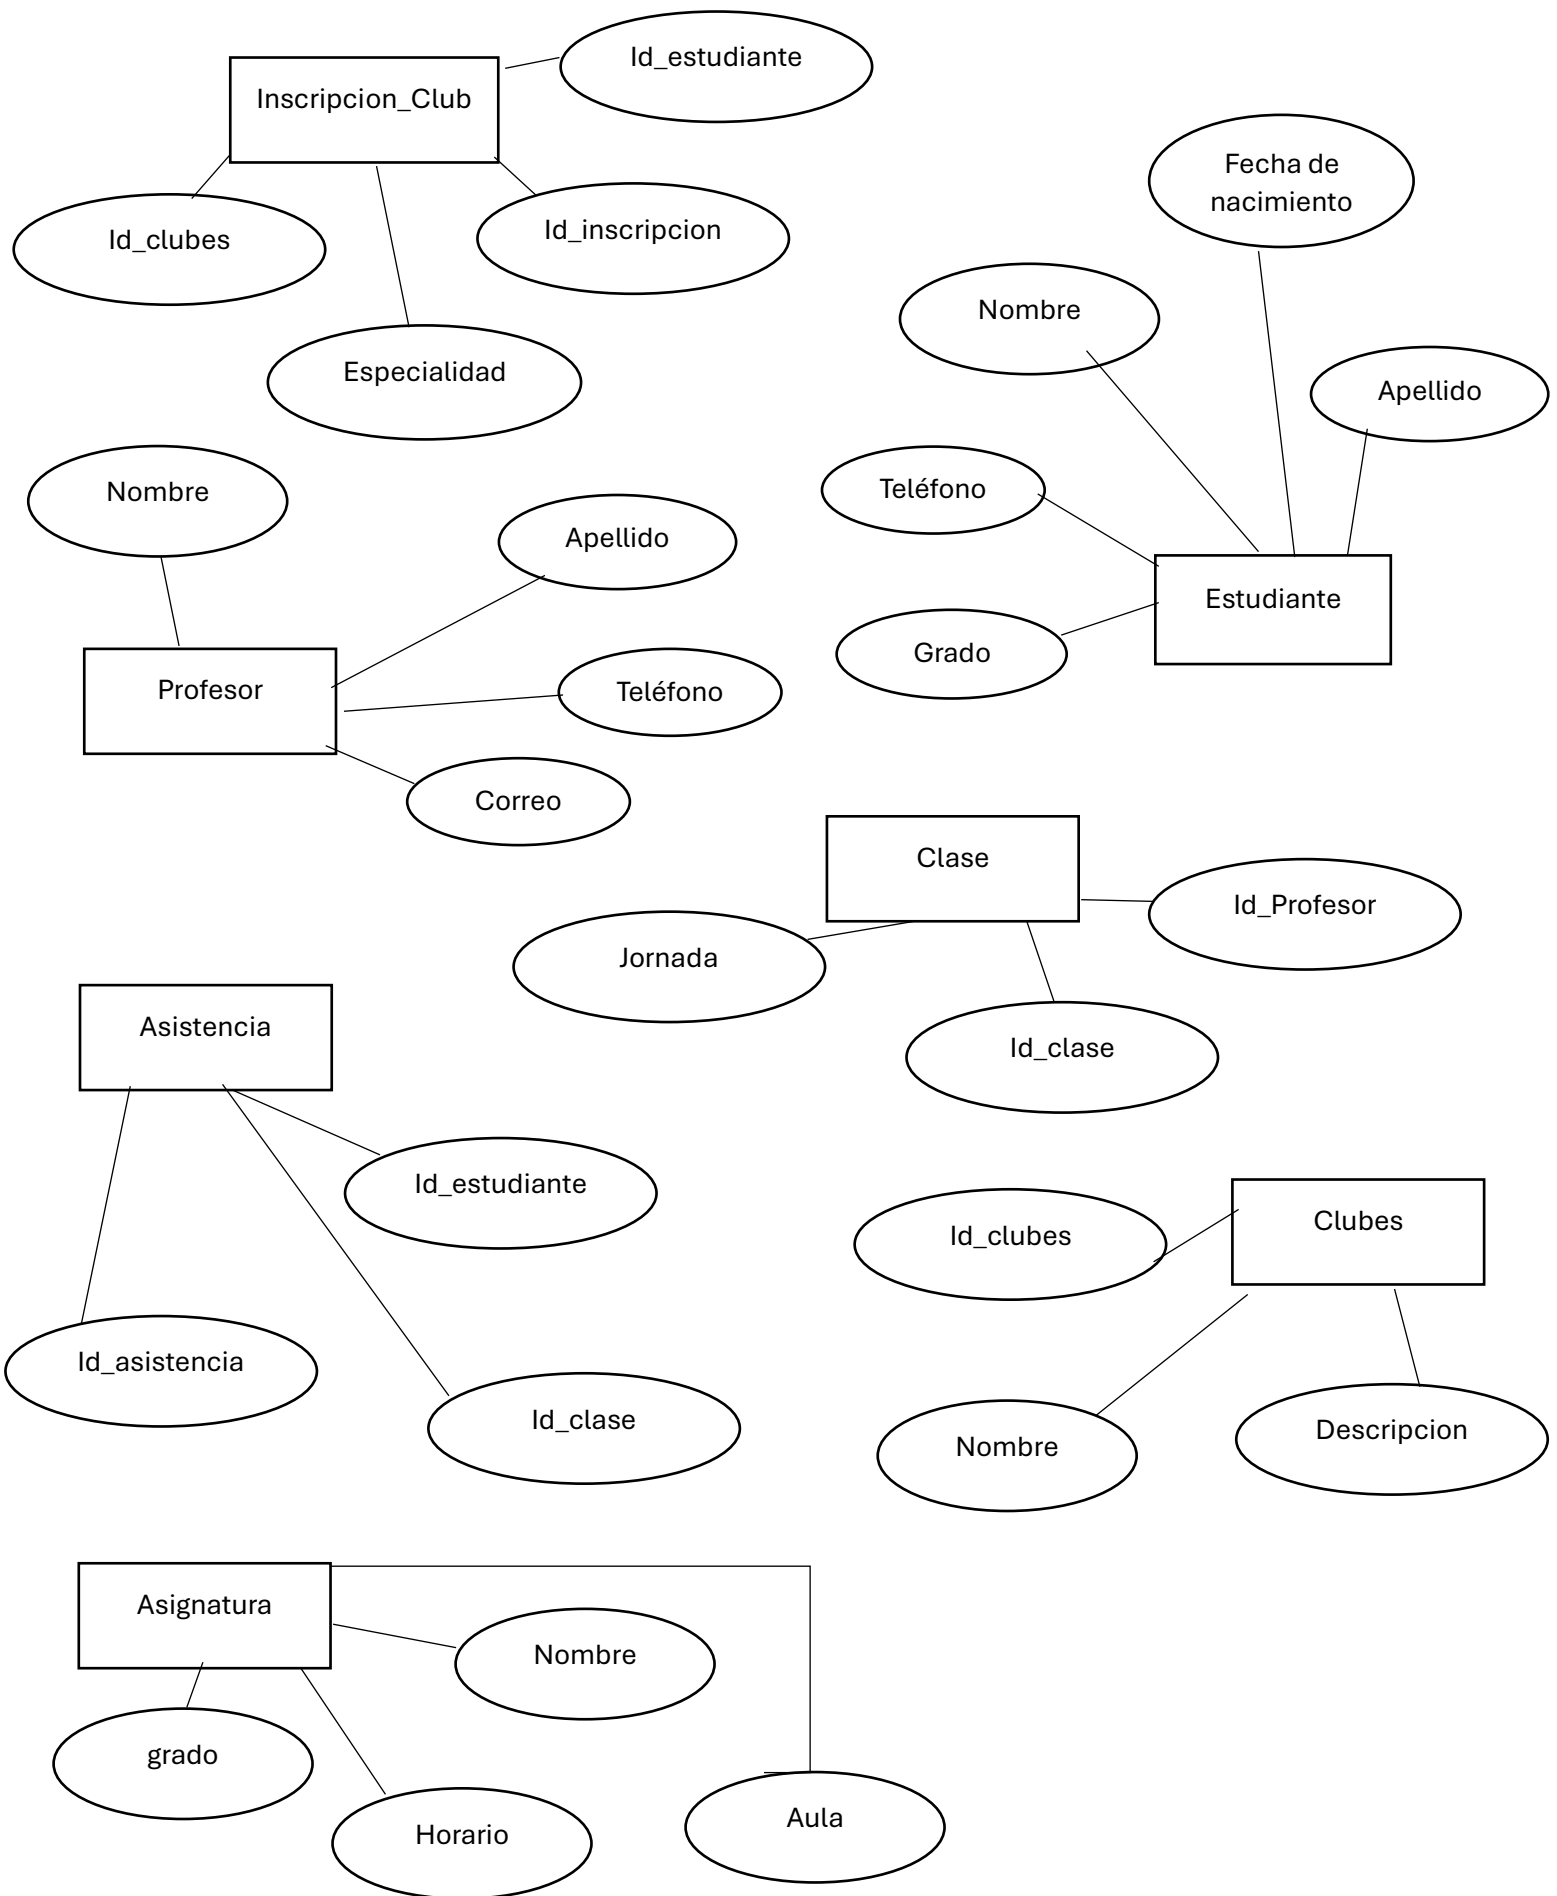 Id_estudiante
Inscripcion_Club
Id_clubes
Id_inscripcion
Especialidad
Fecha de
nacimiento
Nombre
Apellido
Teléfono
Estudiante
Grado
Nombre
Apellido
Profesor
Teléfono
Correo
Clase
Id_Profesor
Jornada
Id_clase
Asistencia
Id_estudiante
Id_asistencia
Id_clase
Clubes
Id_clubes
Nombre
Descripcion
Asignatura
Nombre
grado
Horario
Aula